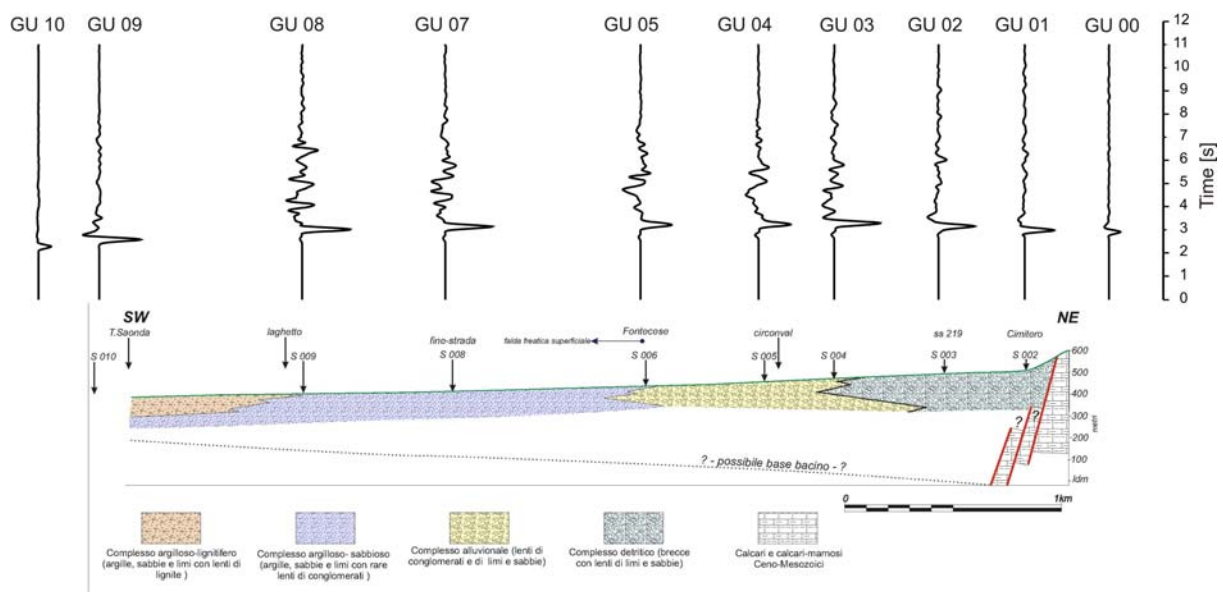 GU 10 GU 09 GU 08 GU 07 GU 05 GU 04 GU 03 GU 02 GU 01 GU 00
12
11
10
9
8
7
6
5
4
3
2
1
0
Time [s]
SW NE
T.Saonda laghetto fino-strada falda freatica superficiale Fontecese circonval ss 219 Cimitero
S 010 S 009 S 008 S 006 S 005 S 004 S 003 S 002
600
500
400
300
200
100
metri
? ?
? - possibile base bacino - ?
0 1km
Complesso argilloso-lignitifero
(argille, sabbie e limi con lenti di
lignite )
Complesso argilloso- sabbioso
(argille, sabbie e limi con rare
lenti di conglomerati )
Complesso alluvionale (lenti di
conglomerati e di limi e sabbie)
Complesso detritico (brecce
con lenti di limi e sabbie)
Calcari e calcari-marnosi
Ceno-Mesozoici